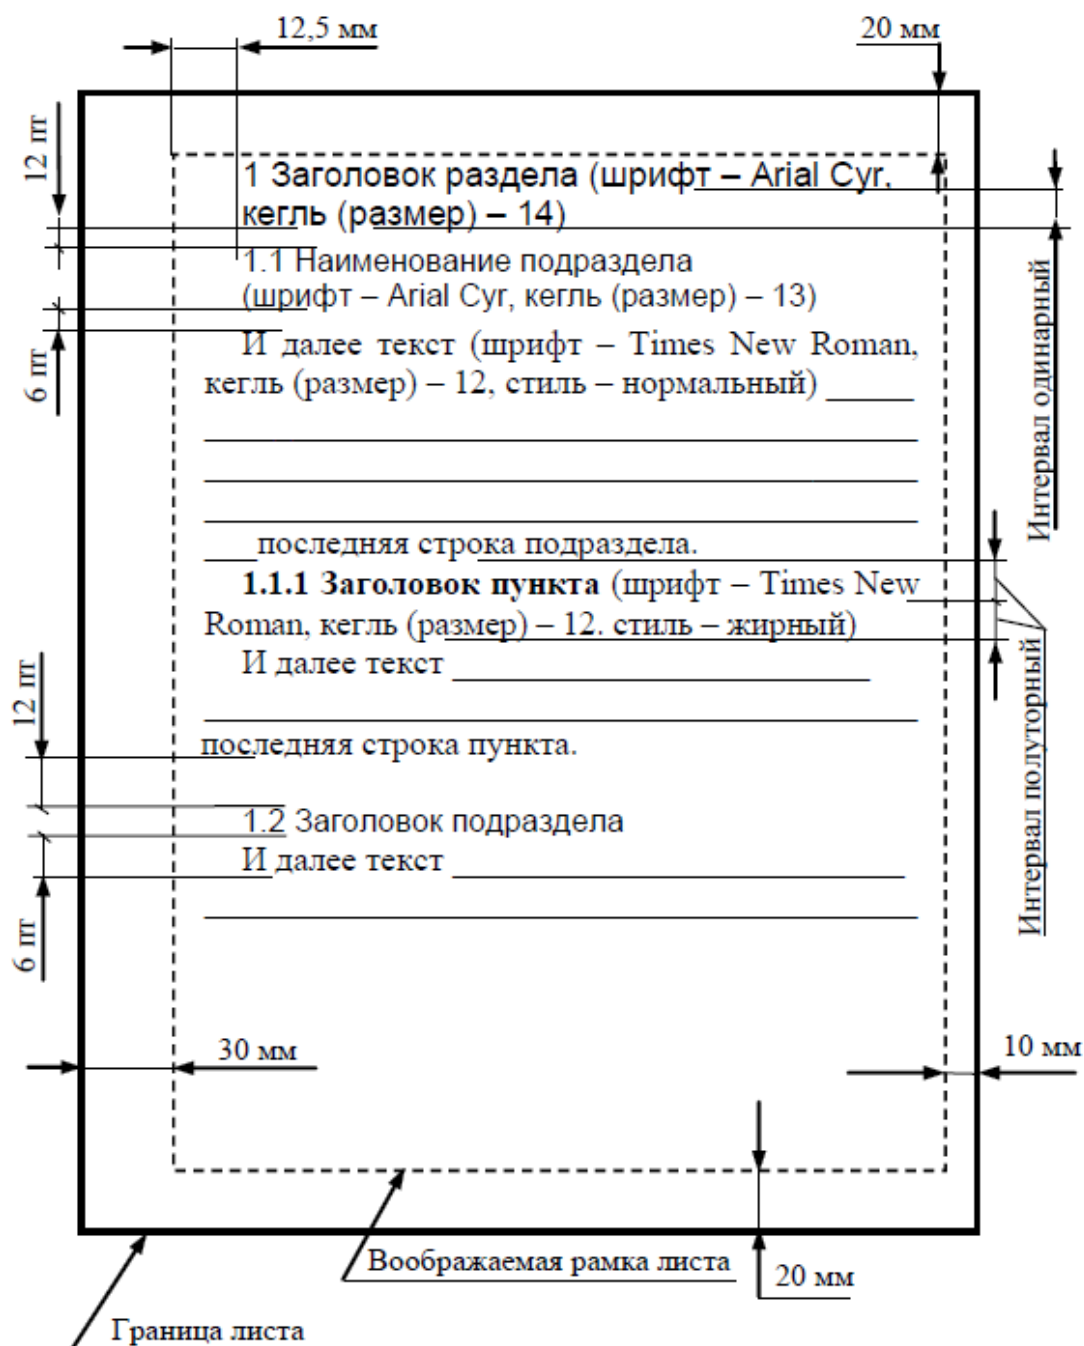 12,5 мм
20 мм
12 пт
1 Заголовок раздела (шрифт – Arial Cyr,
кегль (размер) – 14)
1.1 Наименование подраздела
(шрифт – Arial Cyr, кегль (размер) – 13)
6 пт
Интервал одинарный
И далее текст (шрифт – Times New Roman,
кегль (размер) – 12, стиль – нормальный)
последняя строка подраздела.
1.1.1 Заголовок пункта (шрифт – Times New
Roman, кегль (размер) – 12. стиль – жирный)
И далее текст
12 пт
Интервал полуторный
последняя строка пункта.
1.2 Заголовок подраздела
И далее текст
6 пт
30 мм
10 мм
Воображаемая рамка листа
20 мм
Граница листа